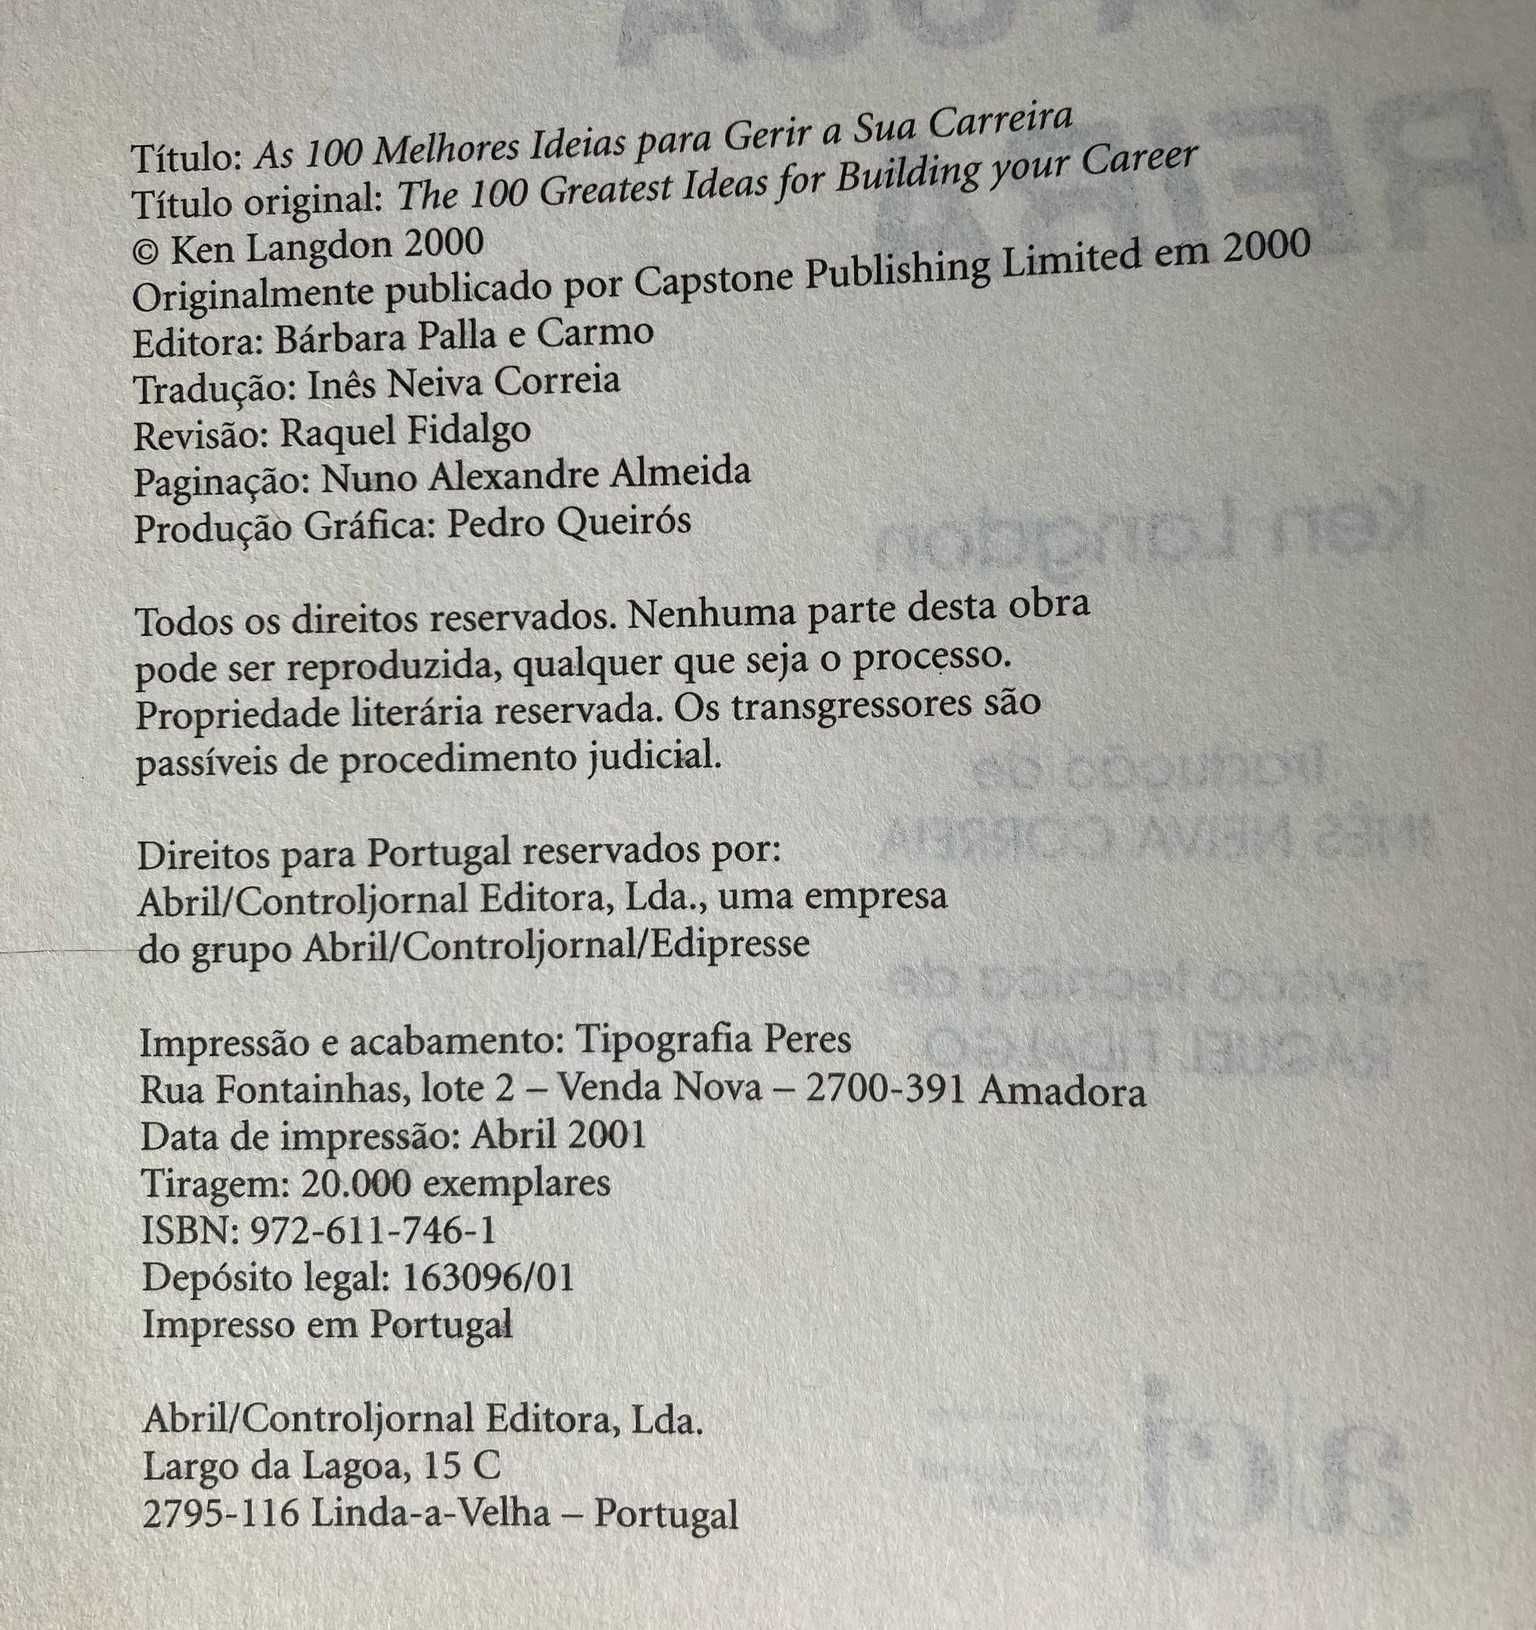 Título: As 100 Melhores Ideias para Gerir a Sua Carreira
Título original: The 100 Greatest Ideas for Building your Career
© Ken Langdon 2000
Originalmente publicado por Capstone Publishing Limited em 2000
Editora: Bárbara Palla e Carmo
Tradução: Inês Neiva Correia
Revisão: Raquel Fidalgo
Paginação: Nuno Alexandre Almeida
Produção Gráfica: Pedro Queirós
Todos os direitos reservados. Nenhuma parte desta obra
pode ser reproduzida, qualquer que seja o processo.
Propriedade literária reservada. Os transgressores são
passíveis de procedimento judicial.
Direitos para Portugal reservados por:
Abril/Controljornal Editora, Lda., uma empresa
do grupo Abril/Controljornal/Edipresse
Impressão e acabamento: Tipografia Peres
Rua Fontainhas, lote 2 – Venda Nova – 2700-391 Amadora
Data de impressão: Abril 2001
Tiragem: 20.000 exemplares
ISBN: 972-611-746-1
Depósito legal: 163096/01
Impresso em Portugal
Abril/Controljornal Editora, Lda.
Largo da Lagoa, 15 C
2795-116 Linda-a-Velha – Portugal